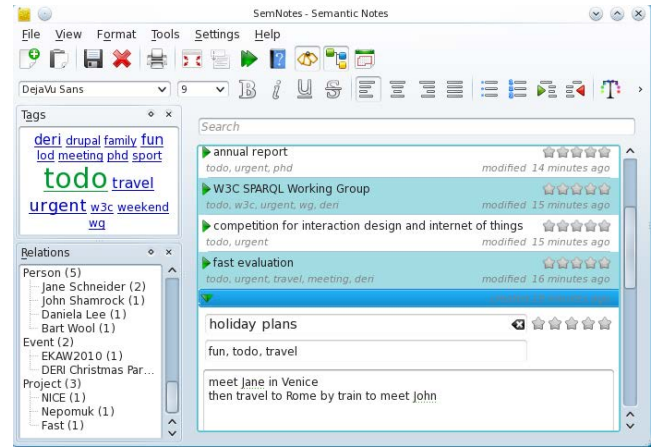 SemNotes - Semantic Notes
File View Format Tools Settings Help
DejaVu Sans 9 B i U S
Tags
deri drupal family fun
lod meeting phd sport
todo travel
urgent w3c weekend
wg
Relations
Person (5)
Jane Schneider (2)
John Shamrock (1)
Daniela Lee (1)
Bart Wool (1)
Event (2)
EKAW2010 (1)
DERI Christmas Par...
Project (3)
NICE (1)
Nepomuk (1)
Fast (1)
Search
annual report
todo, urgent, phd modified 14 minutes ago
W3C SPARQL Working Group
todo, w3c, urgent, wg, deri modified 15 minutes ago
competition for interaction design and internet of things
todo, urgent modified 15 minutes ago
fast evaluation
todo, urgent, travel, meeting, deri modified 16 minutes ago
holiday plans
fun, todo, travel
meet Jane in Venice
then travel to Rome by train to meet John